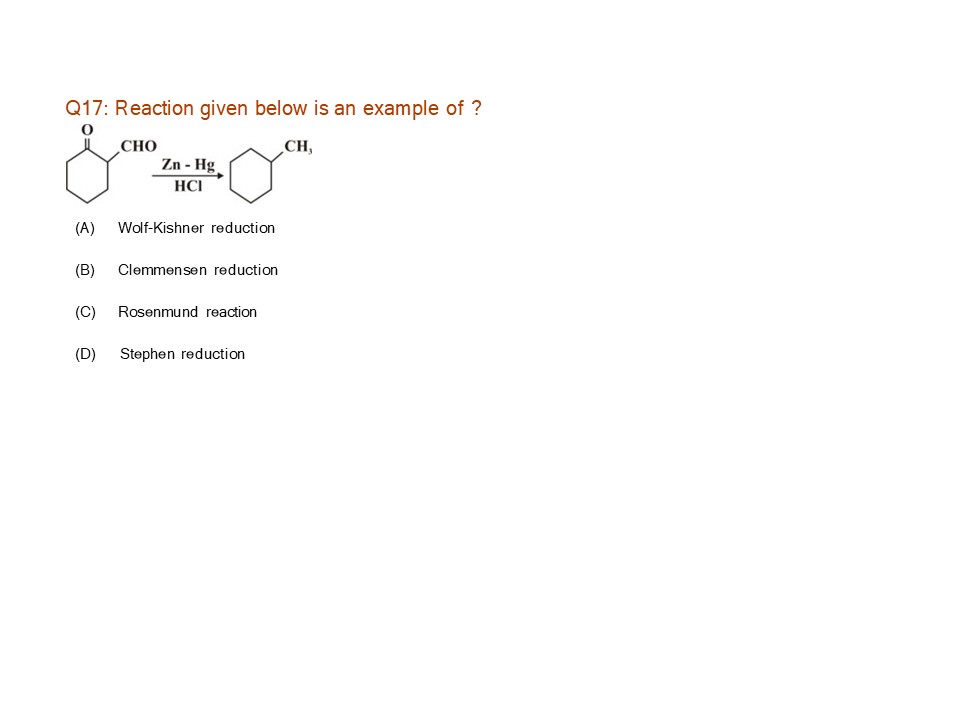 Q17: Reaction given below is an example of ?
O
CHO
CH₃
Zn - Hg
HCl
(A) Wolf-Kishner reduction
(B) Clemmensen reduction
(C) Rosenmund reaction
(D) Stephen reduction